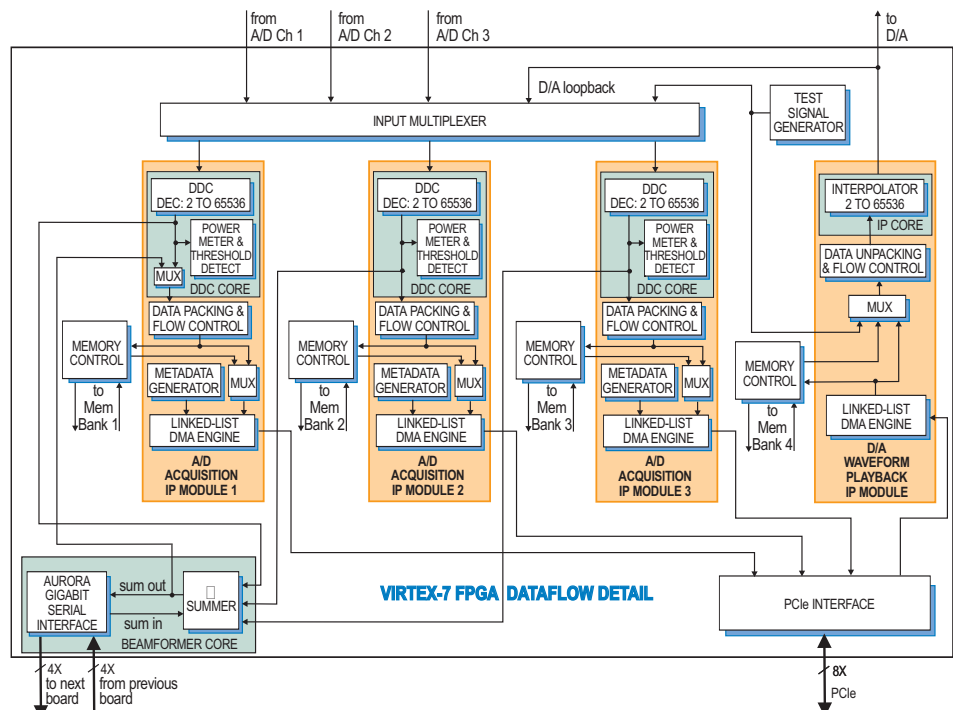 from
A/D Ch 1
from
A/D Ch 2
from
A/D Ch 3
to
D/A
D/A loopback
INPUT MULTIPLEXER
TEST
SIGNAL
GENERATOR
DDC
DEC: 2 TO 65536
POWER
METER &
THRESHOLD
DETECT
MUX
DDC CORE
DATA PACKING &
FLOW CONTROL
MEMORY
CONTROL
METADATA
GENERATOR
MUX
to
Mem
Bank 1
LINKED-LIST
DMA ENGINE
A/D
ACQUISITION
IP MODULE 1
DDC
DEC: 2 TO 65536
POWER
METER &
THRESHOLD
DETECT
DDC CORE
DATA PACKING &
FLOW CONTROL
MEMORY
CONTROL
METADATA
GENERATOR
MUX
to
Mem
Bank 2
LINKED-LIST
DMA ENGINE
A/D
ACQUISITION
IP MODULE 2
DDC
DEC: 2 TO 65536
POWER
METER &
THRESHOLD
DETECT
DDC CORE
DATA PACKING &
FLOW CONTROL
MEMORY
CONTROL
METADATA
GENERATOR
MUX
to
Mem
Bank 3
LINKED-LIST
DMA ENGINE
A/D
ACQUISITION
IP MODULE 3
INTERPOLATOR
2 TO 65536
IP CORE
DATA UNPACKING
& FLOW CONTROL
MUX
MEMORY
CONTROL
to
Mem
Bank 4
LINKED-LIST
DMA ENGINE
D/A
WAVEFORM
PLAYBACK
IP MODULE
AURORA
GIGABIT
SERIAL
INTERFACE
sum out
sum in
SUMMER
BEAMFORMER CORE
VIRTEX-7 FPGA DATAFLOW DETAIL
PCIe INTERFACE
4X
to next
board
4X
from previous
board
8X
PCIe